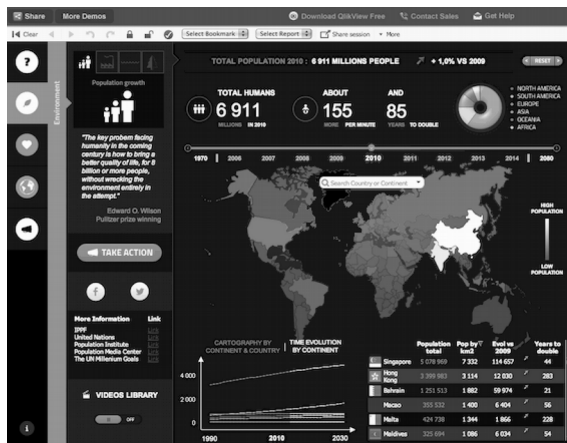 Share
More Demos
Download QlikView Free
Contact Sales
Get Help
Clear
Select Bookmark
Select Report
Share session
More
TOTAL POPULATION 2010 : 6 911 MILLIONS PEOPLE
+ 1,0% VS 2009
RESET
Environment
Population growth
"The key probem facing
humanity in the coming
century is how to bring a
better quality of life, for 8
billion or more people,
without wrecking the
environment entirely in
the attempt."
Edward O. Wilson
Pulitzer prize winning
TAKE ACTION
More Information Link
IPPF Link
United Nations Link
Population Institute Link
Population Media Center Link
The UN Millenium Goals Link
VIDEOS LIBRARY
OFF
TOTAL HUMANS
6 911
MILLIONS IN 2010
ABOUT
155
MORE PER MINUTE
AND
85
YEARS TO DOUBLE
NORTH AMERICA
SOUTH AMERICA
EUROPE
ASIA
OCEANIA
AFRICA
1970 2006 2007 2008 2009 2010 2011 2012 2013 2014 2050
Search Country or Continent
HIGH
POPULATION
LOW
POPULATION
CARTOGRAPHY BY
CONTINENT & COUNTRY
TIME EVOLUTION
BY CONTINENT
4 000
2 000
0
1990 2010 2030
Population total Pop by km2 Evol vs 2009 Years to double
Singapore 5 078 969 7 332 114 657 44
Hong Kong 3 399 983 3 114 12 030 283
Bahrain 1 251 513 1 882 59 974 21
Macao 355 532 1 400 6 404 56
Malta 424 738 1 344 1 866 228
Maldives 325 694 1 086 6 034 54